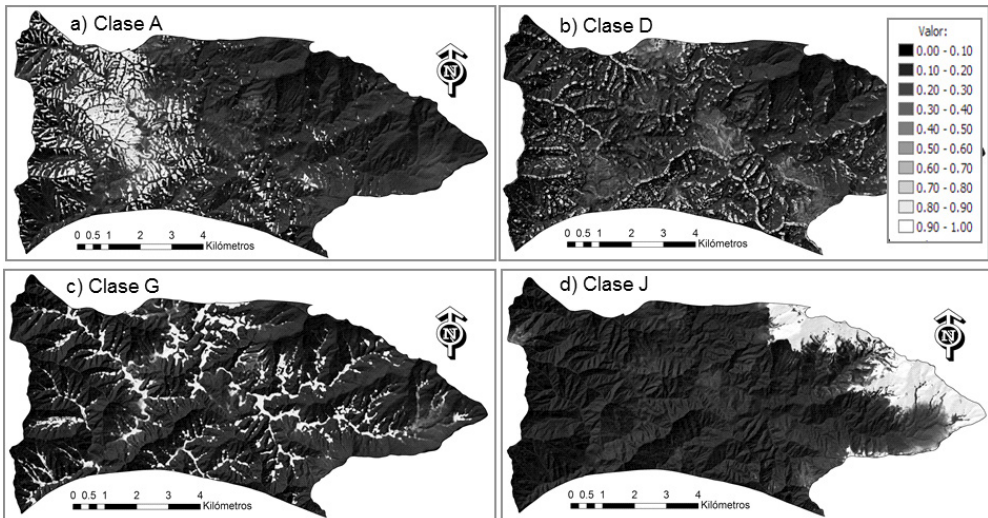 a) Clase A
N
0 0.5 1 2 3 4
Kilómetros
b) Clase D
N
0 0.5 1 2 3 4
Kilómetros
Valor:
0.00 - 0.10
0.10 - 0.20
0.20 - 0.30
0.30 - 0.40
0.40 - 0.50
0.50 - 0.60
0.60 - 0.70
0.70 - 0.80
0.80 - 0.90
0.90 - 1.00
c) Clase G
N
0 0.5 1 2 3 4
Kilómetros
d) Clase J
N
0 0.5 1 2 3 4
Kilómetros